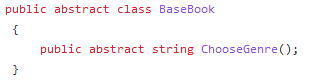 public abstract class BaseBook
{
public abstract string ChooseGenre();
}